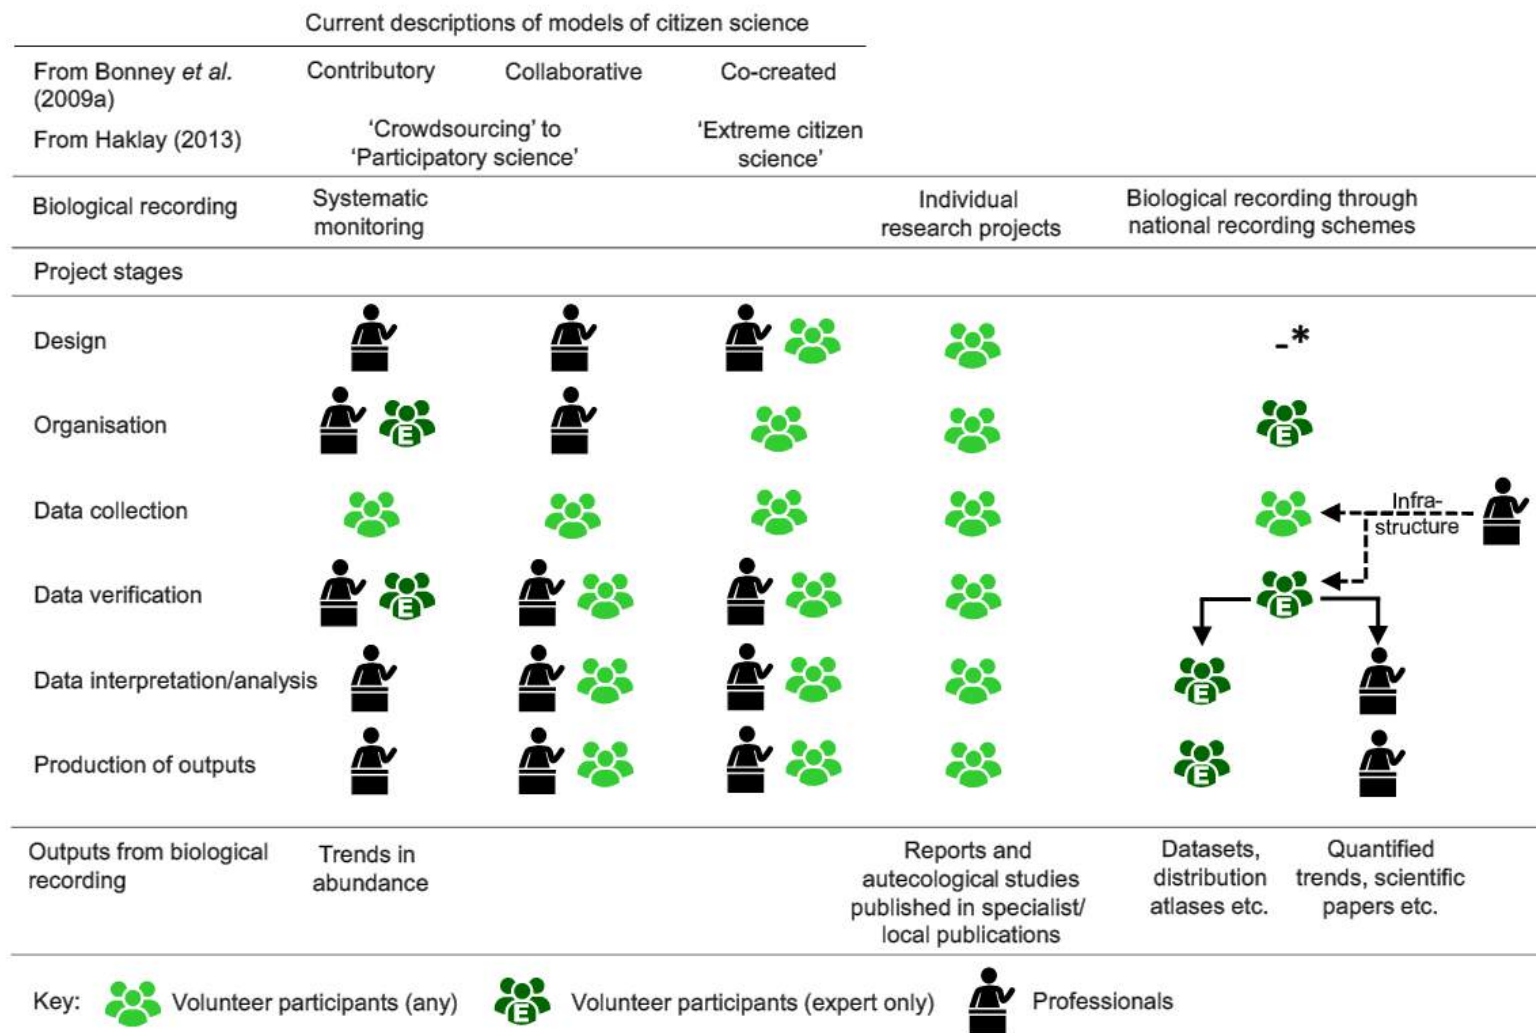 Current descriptions of models of citizen science
From Bonney et al.
(2009a)
Contributory
Collaborative
Co-created
From Haklay (2013)
‘Crowdsourcing’ to
‘Participatory science’
‘Extreme citizen
science’
Biological recording
Systematic
monitoring
Individual
research projects
Biological recording through
national recording schemes
Project stages
Design
-*
Organisation
E
E
Data collection
Infra-
structure
Data verification
E
E
Data interpretation/analysis
E
Production of outputs
E
Outputs from biological
recording
Trends in
abundance
Reports and
autecological studies
published in specialist/
local publications
Datasets,
distribution
atlases etc.
Quantified
trends, scientific
papers etc.
Key:
Volunteer participants (any)
E
Volunteer participants (expert only)
Professionals